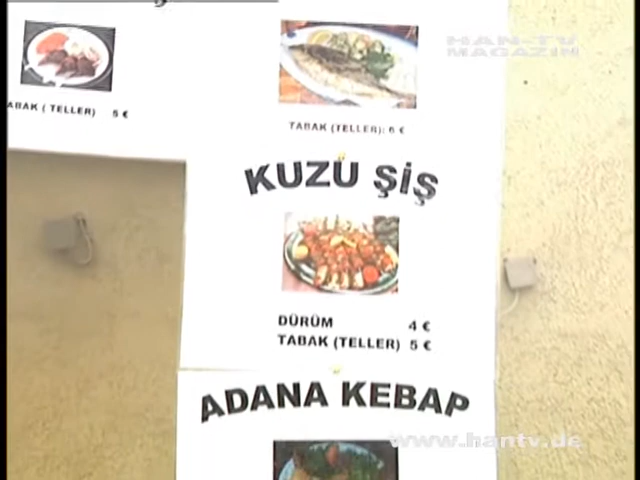 TABAK (TELLER): 6 €
ABAK ( TELLER) 5 €
KUZU ŞİŞ
DÜRÜM 4 €
TABAK (TELLER) 5 €
ADANA KEBAP
HAN-TV
MAGAZIN
www.hantv.de